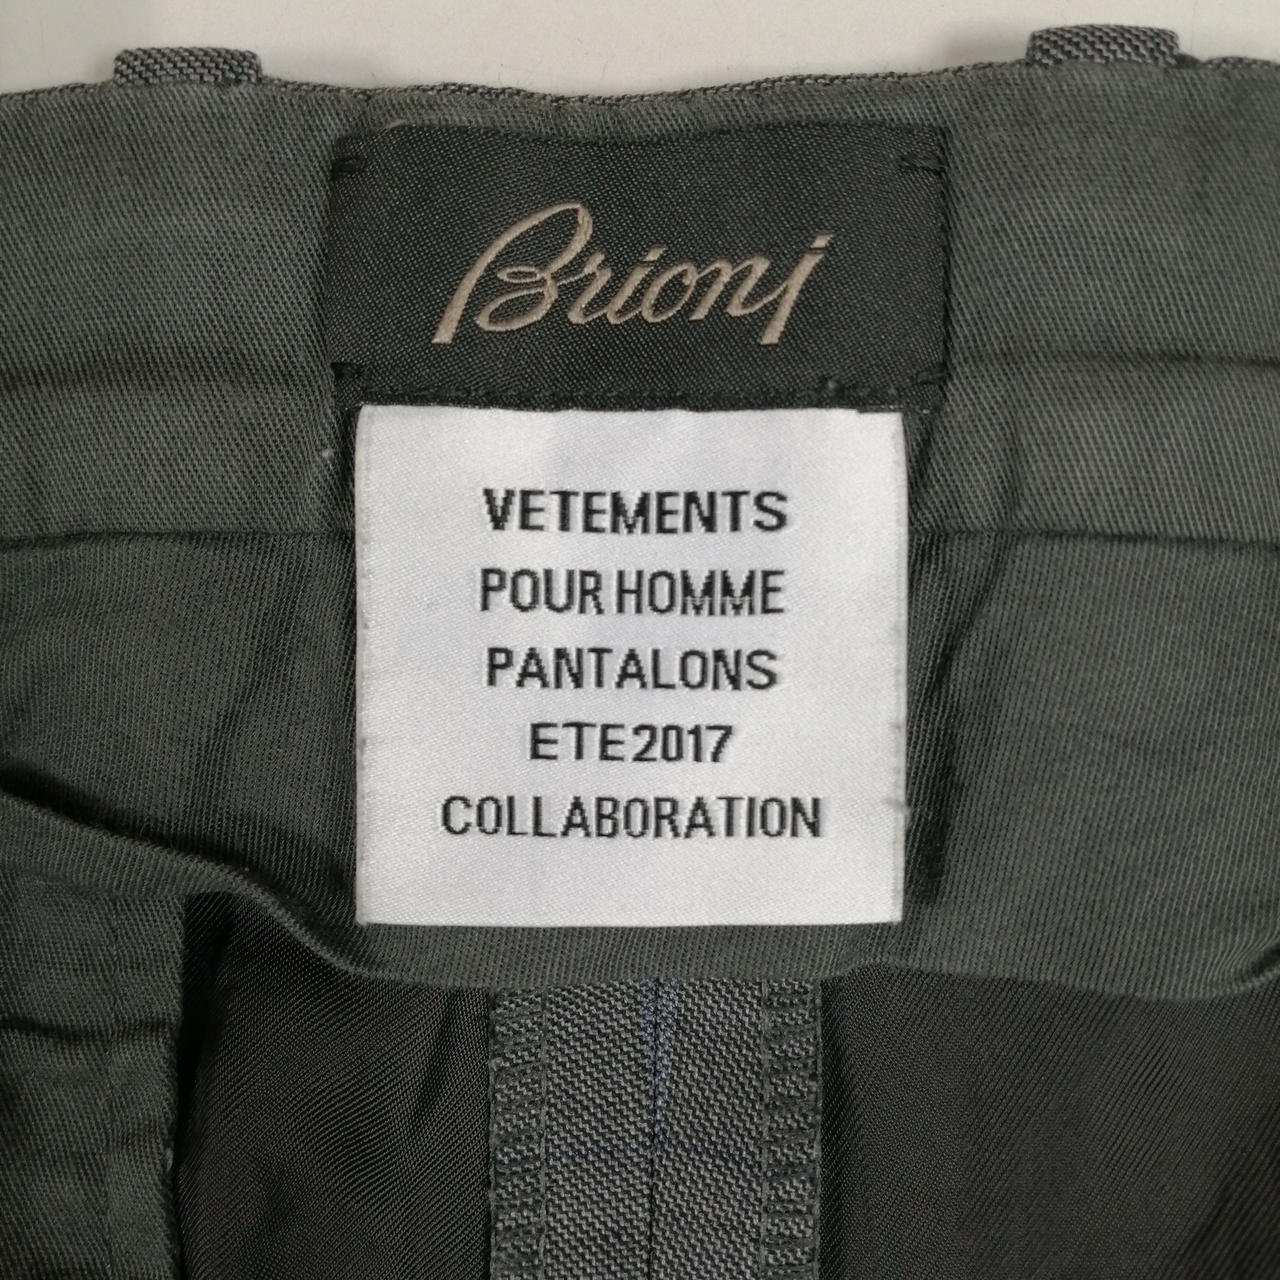 Brioni
VETEMENTS
POUR HOMME
PANTALONS
ETE2017
COLLABORATION